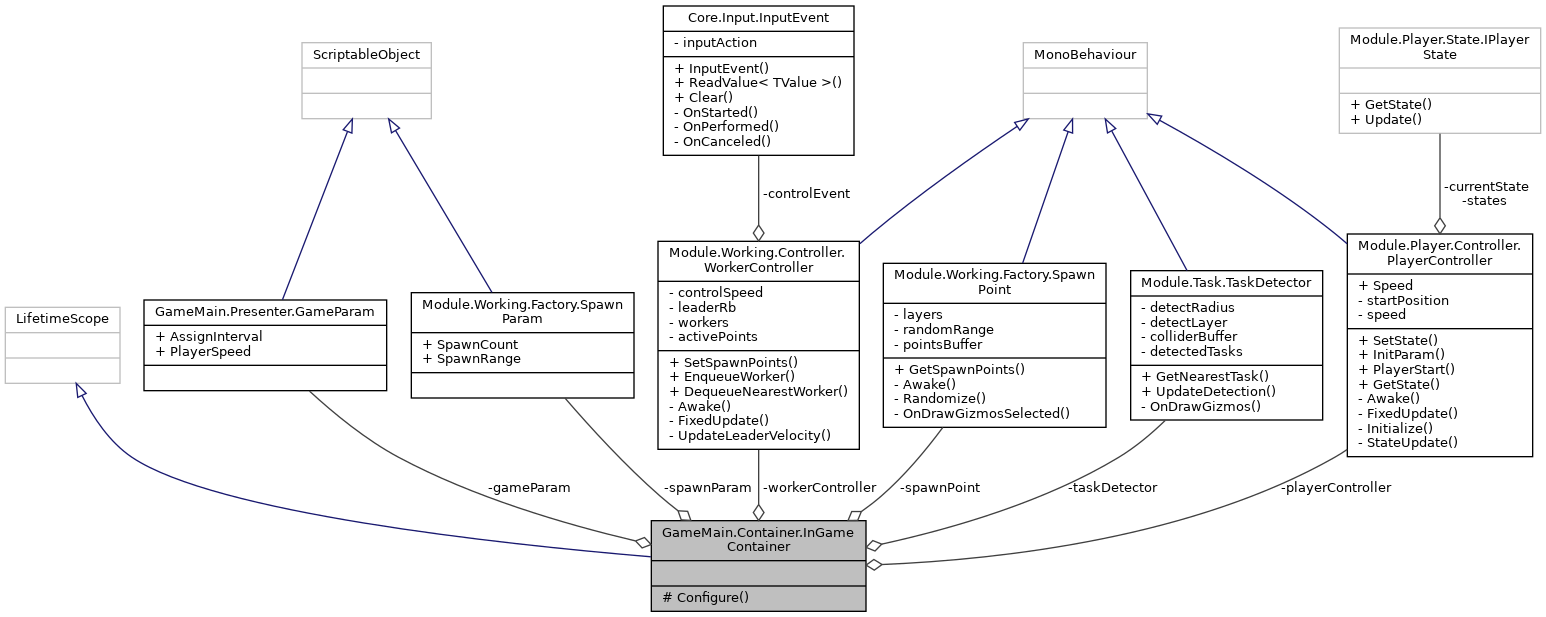 Core.Input.InputEvent
- inputAction
+ InputEvent()
+ ReadValue< TValue >()
+ Clear()
- OnStarted()
- OnPerformed()
- OnCanceled()
ScriptableObject
MonoBehaviour
Module.Player.State.IPlayer
State
+ GetState()
+ Update()
-controlEvent
-currentState
-states
LifetimeScope
GameMain.Presenter.GameParam
+ AssignInterval
+ PlayerSpeed
Module.Working.Factory.Spawn
Param
+ SpawnCount
+ SpawnRange
Module.Working.Controller.
WorkerController
- controlSpeed
- leaderRb
- workers
- activePoints
+ SetSpawnPoints()
+ EnqueueWorker()
+ DequeueNearestWorker()
- Awake()
- FixedUpdate()
- UpdateLeaderVelocity()
Module.Working.Factory.Spawn
Point
- layers
- randomRange
- pointsBuffer
+ GetSpawnPoints()
- Awake()
- Randomize()
- OnDrawGizmosSelected()
Module.Task.TaskDetector
- detectRadius
- detectLayer
- colliderBuffer
- detectedTasks
+ GetNearestTask()
+ UpdateDetection()
- OnDrawGizmos()
Module.Player.Controller.
PlayerController
+ Speed
- startPosition
- speed
+ SetState()
+ InitParam()
+ PlayerStart()
+ GetState()
- Awake()
- FixedUpdate()
- Initialize()
- StateUpdate()
-gameParam
-spawnParam
-workerController
-spawnPoint
-taskDetector
-playerController
GameMain.Container.InGame
Container
# Configure()